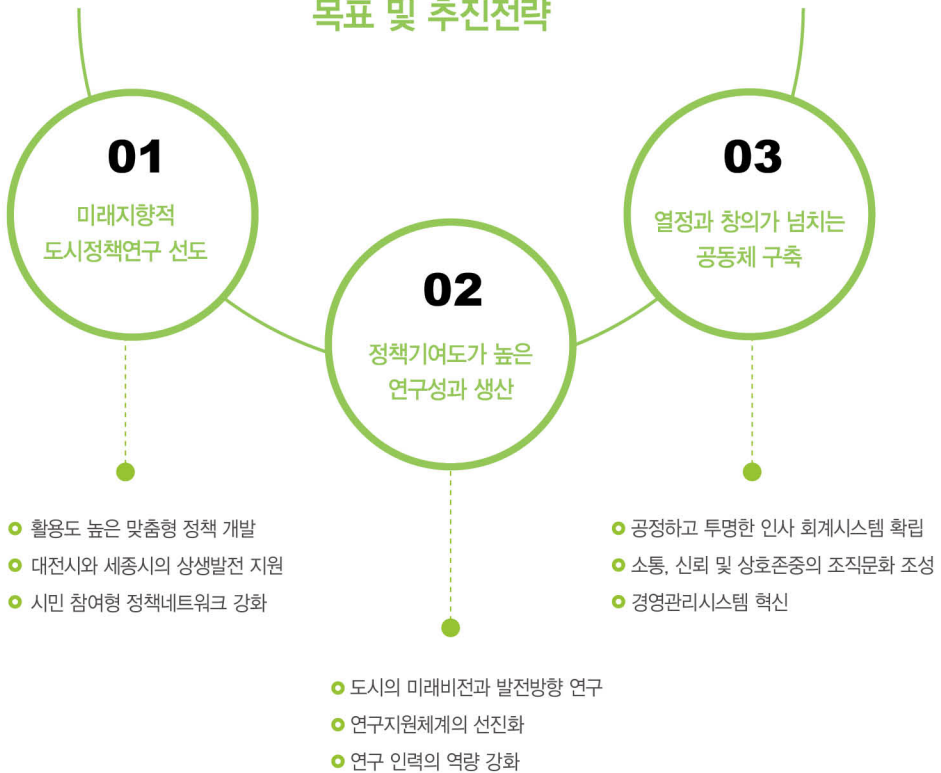 목표 및 추진전략
01
미래지향적
도시정책연구 선도
활용도 높은 맞춤형 정책 개발
대전시와 세종시의 상생발전 지원
시민 참여형 정책네트워크 강화
02
정책기여도가 높은
연구성과 생산
도시의 미래비전과 발전방향 연구
연구지원체계의 선진화
연구 인력의 역량 강화
03
열정과 창의가 넘치는
공동체 구축
공정하고 투명한 인사 회계시스템 확립
소통, 신뢰 및 상호존중의 조직문화 조성
경영관리시스템 혁신